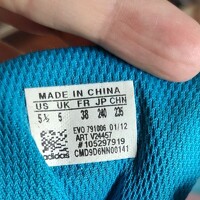 MADE IN CHINA
US UK FR JP CHN
5½ 5 38 240 235
EVO 791006 01/12
ART V24457
#105297919
CMD9D6NN00141
adidas